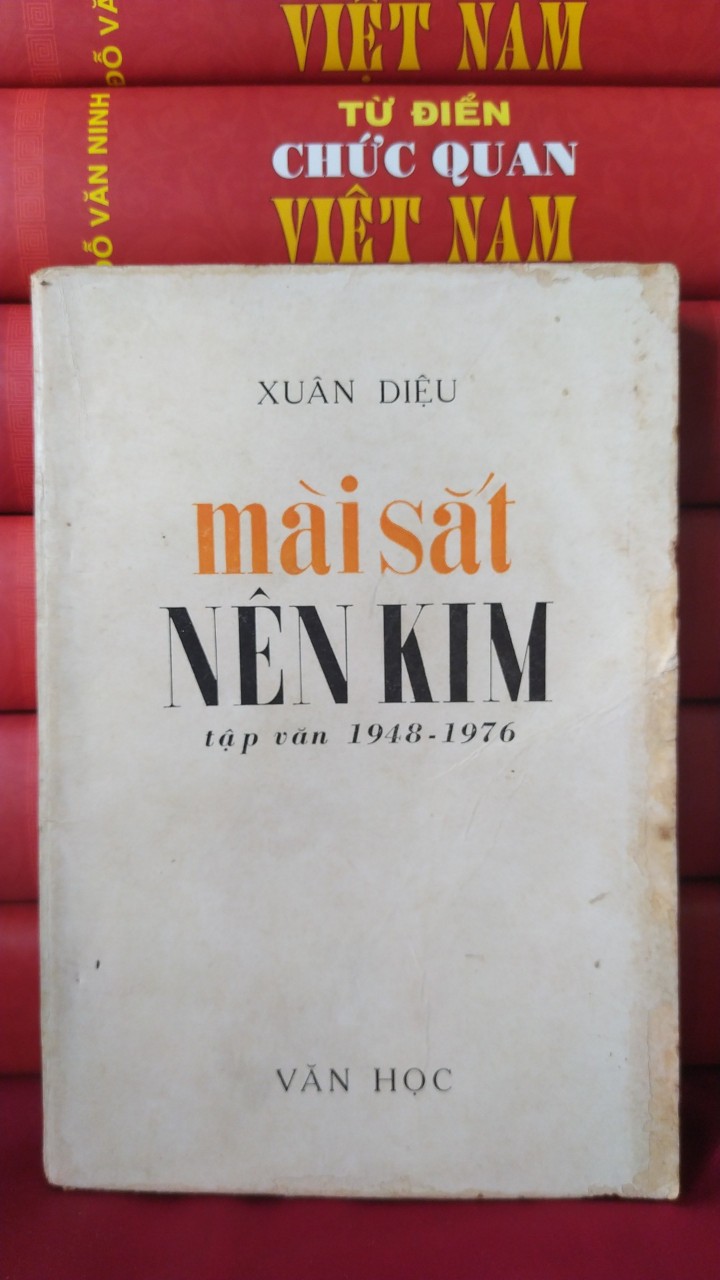 VIỆT NAM
ĐỖ VĂN NINH
TỪ ĐIỂN
CHỨC QUAN
VIỆT NAM
XUÂN DIỆU
mài sắt
NÊN KIM
tập văn 1948-1976
VĂN HỌC